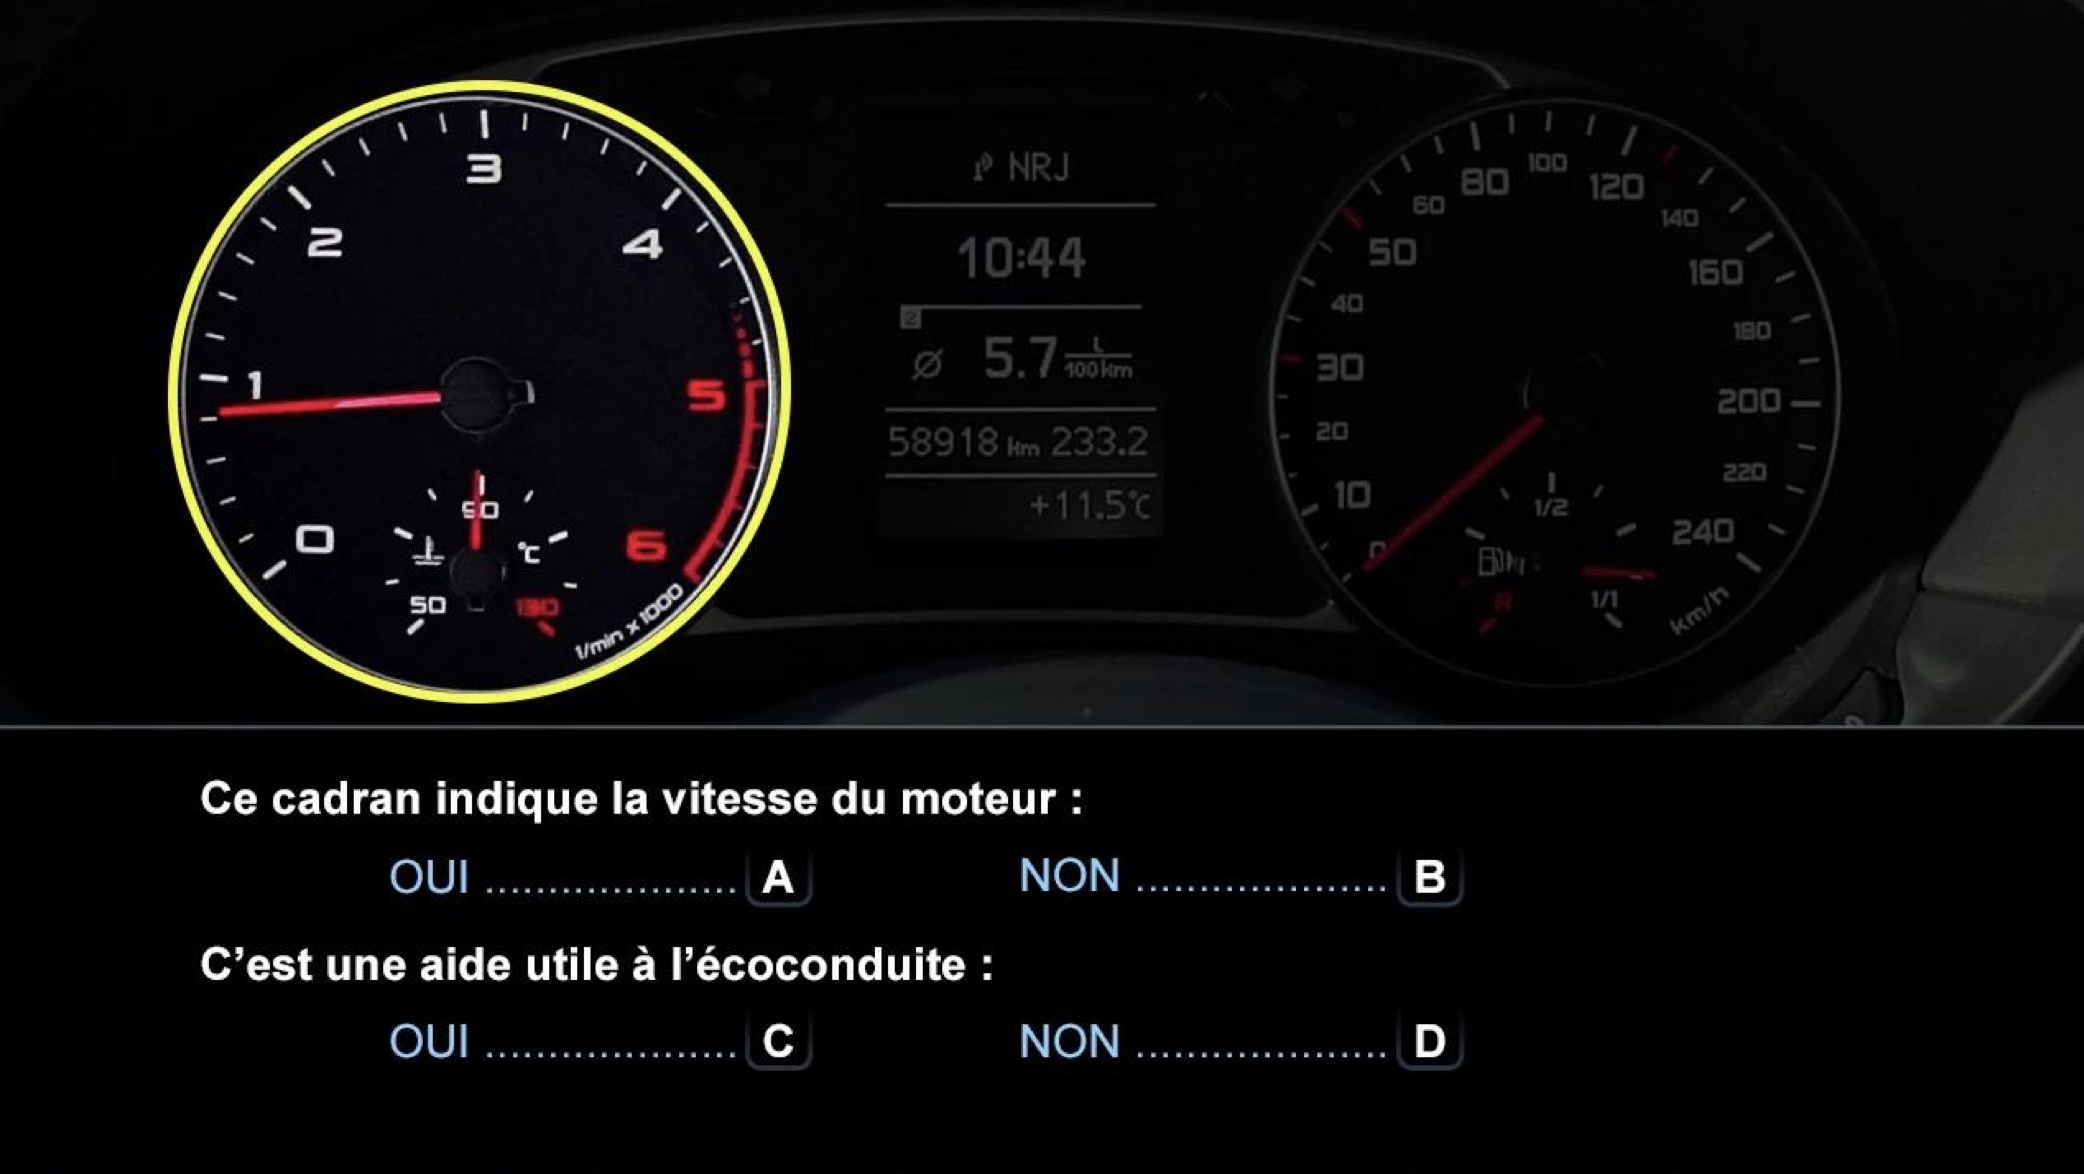 3
2
4
1
5
0
6
90
°C
50
130
1/min x 1000
NRJ
10:44
2
Ø 5.7 L/100km
58918 km 233.2
+11.5°C
0
10
20
30
40
50
60
80
100
120
140
160
180
200
220
240
km/h
1/2
R
1/1
Ce cadran indique la vitesse du moteur :
OUI .................... A NON .................... B
C’est une aide utile à l’écoconduite :
OUI .................... C NON .................... D